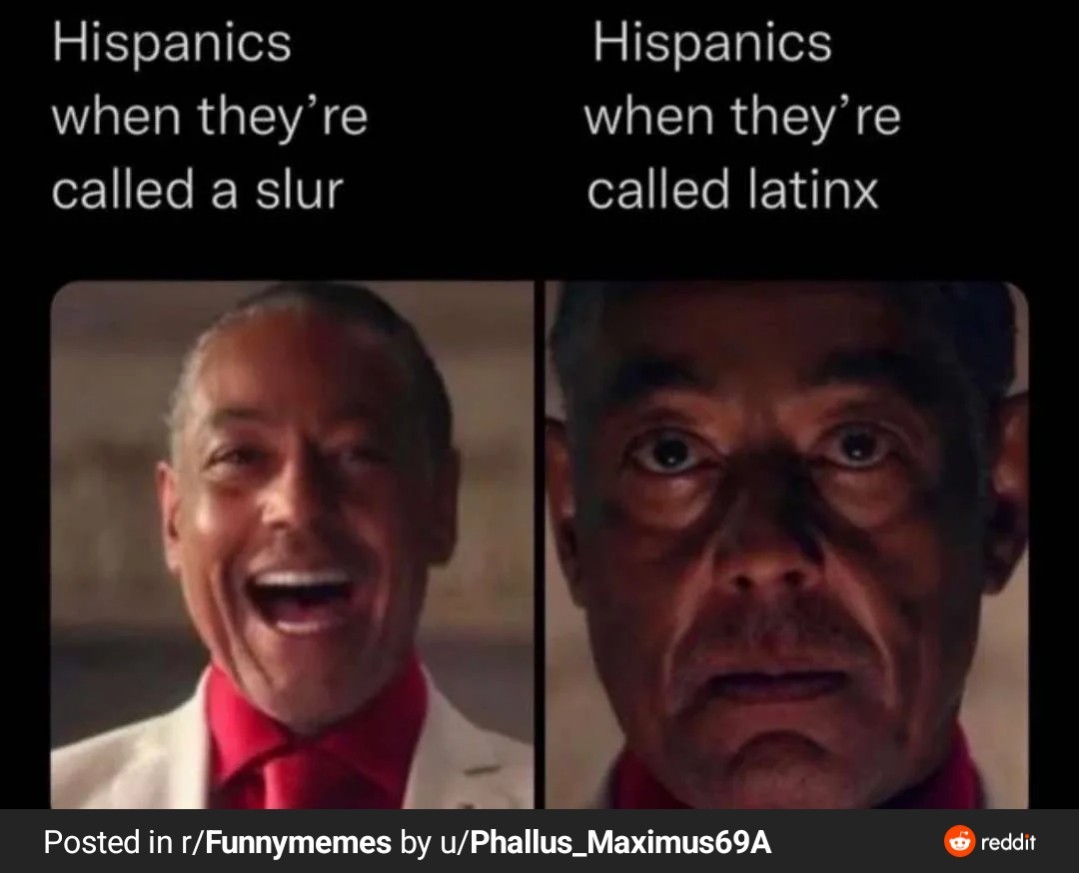 Hispanics
when they’re
called a slur
Hispanics
when they’re
called latinx
Posted in r/Funnymemes by u/Phallus_Maximus69A
reddit